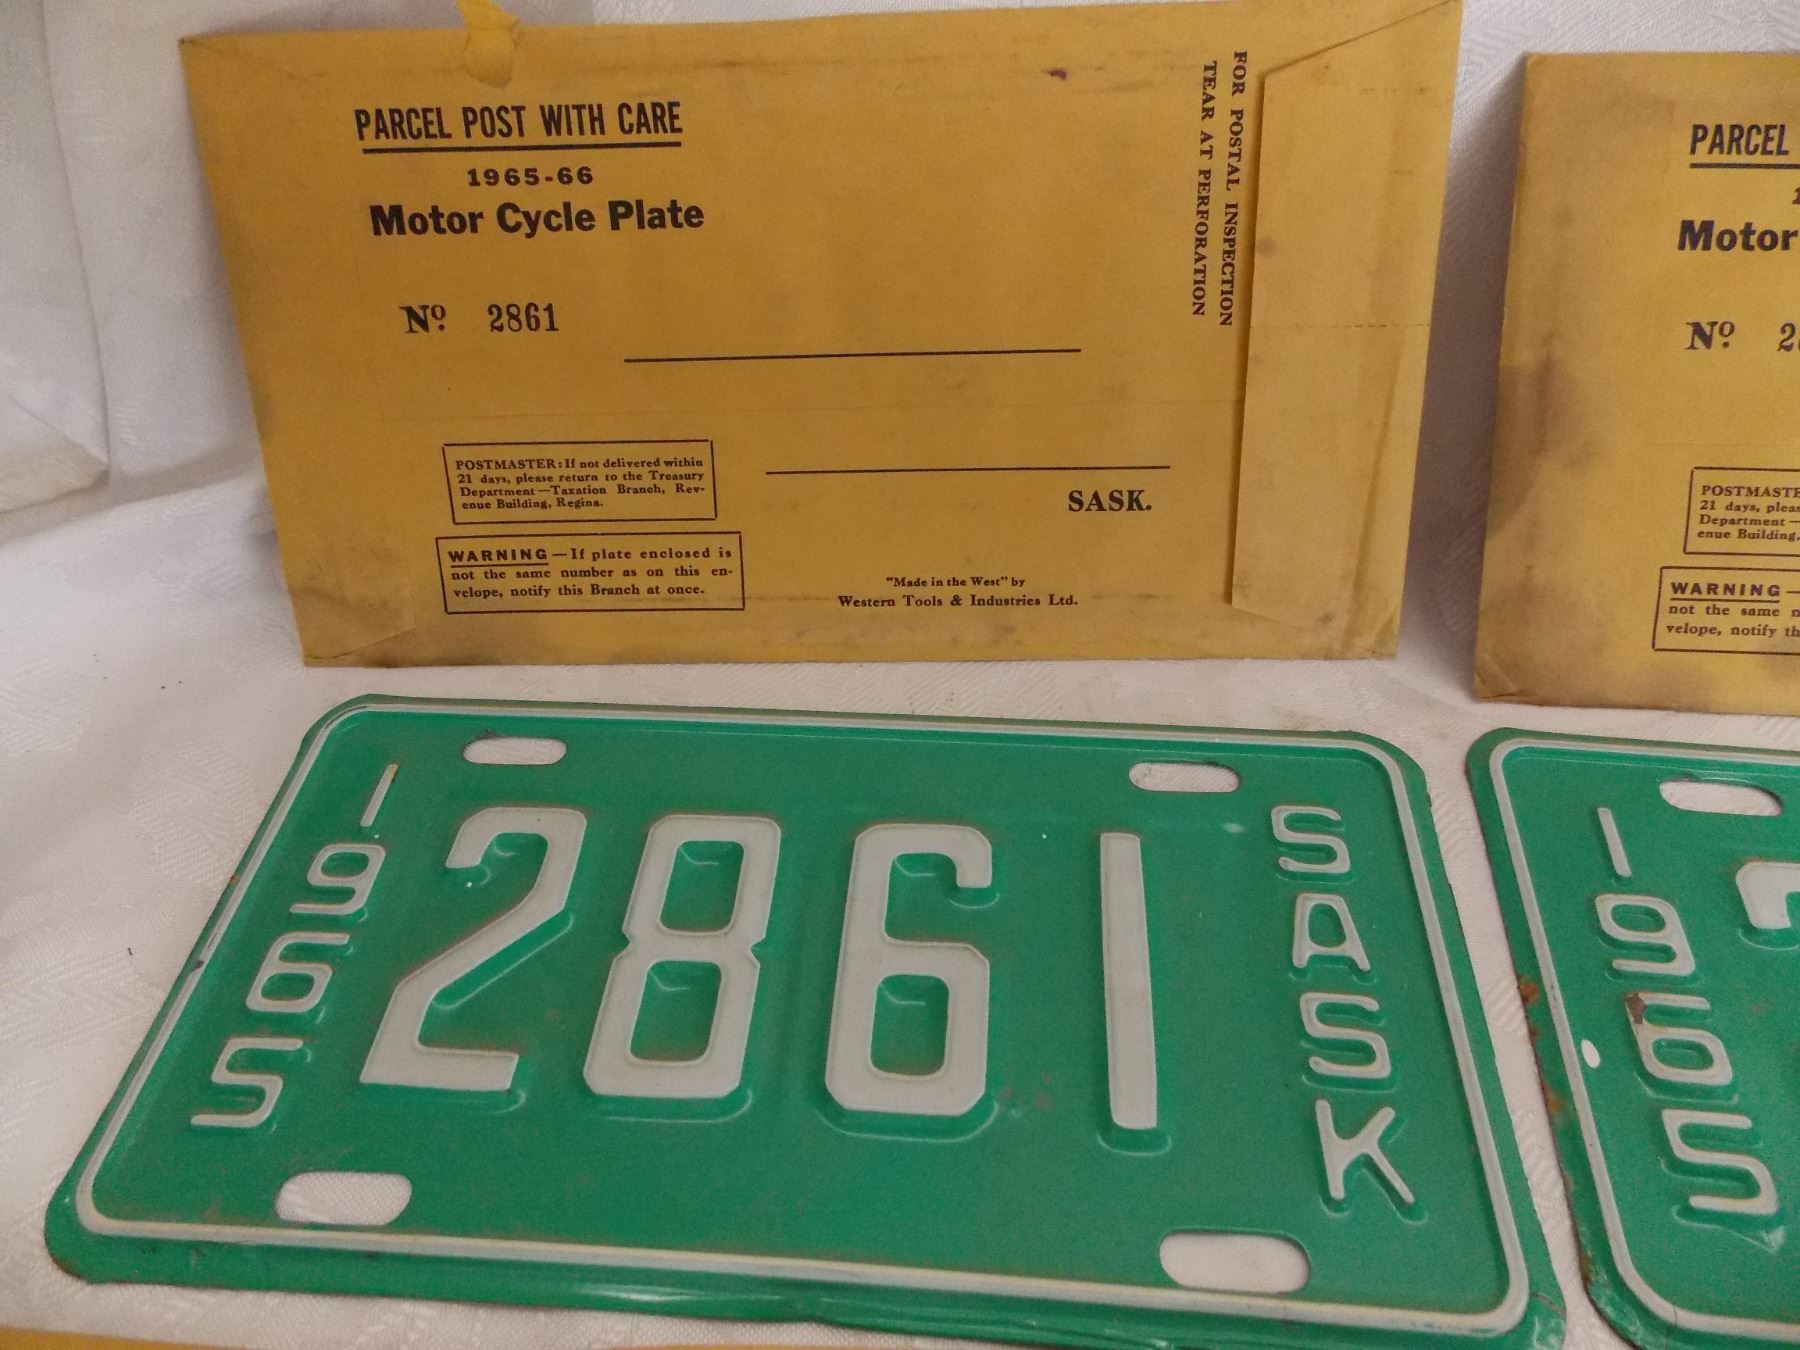 PARCEL POST WITH CARE
1965-66
Motor Cycle Plate
Nº 2861
FOR POSTAL INSPECTION
TEAR AT PERFORATION
POSTMASTER: If not delivered within
21 days, please return to the Treasury
Department — Taxation Branch, Rev-
enue Building, Regina.
SASK.
WARNING — If plate enclosed is
not the same number as on this en-
velope, notify this Branch at once.
"Made in the West" by
Western Tools & Industries Ltd.
PARCEL
Motor
Nº 2
POSTMASTE
21 days, pleas
Department —
enue Building,
WARNING —
not the same n
velope, notify th
1965
2861
SASK
1965